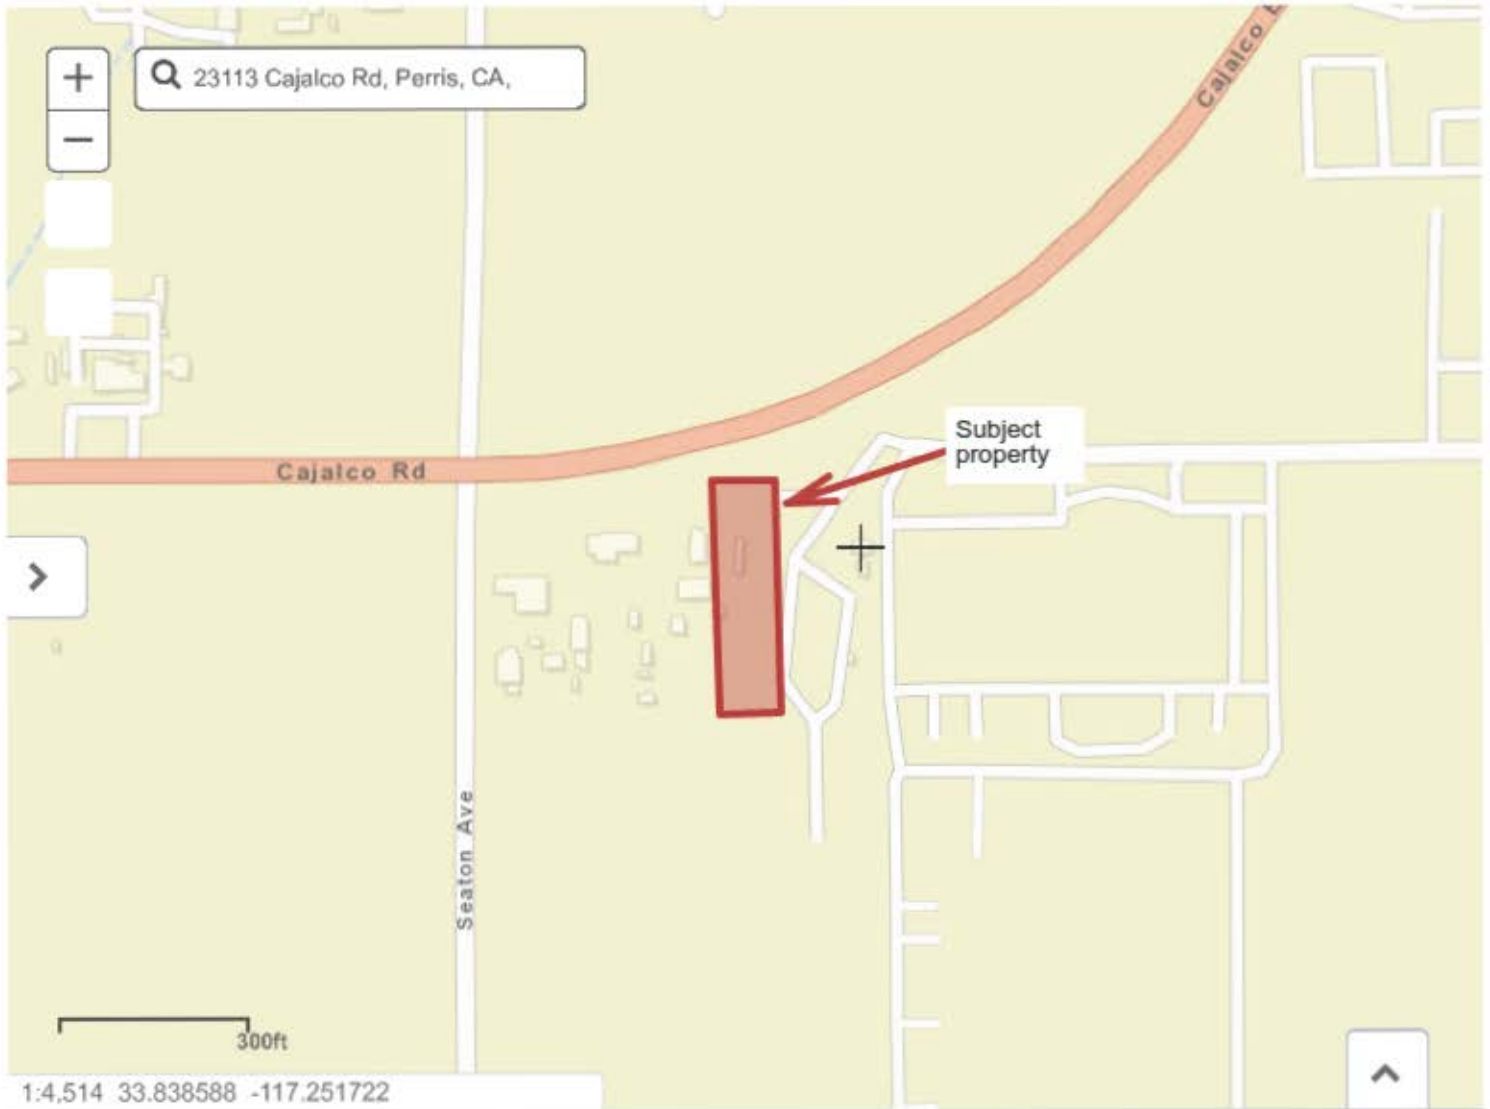 23113 Cajalco Rd, Perris, CA,
Cajalco
Subject
property
Cajalco Rd
Seaton Ave
300ft
1:4,514 33.838588 -117.251722